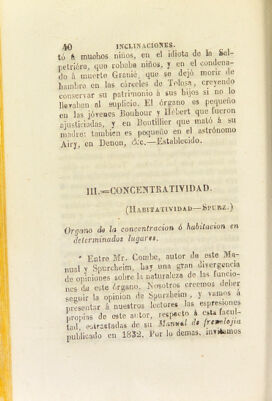 40 INCLINACIONES.
tó á muchos niños, en el idiota de la Sal-
petriére, que robaba niños, y en el condena-
do á muerte Granié, que se dejó morir de
hambre en las cárceles de Tolosa, creyendo
conservar su patrimonio á sus hijos si no lo
llevaban al suplicio. El órgano es pequeño
en las jóvenes Bouhour y Hébert que fueron
ajusticiadas, y en Boutillier que mató á su
madre: tambien es pequeño en el astrónomo
Airy, en Denon, &c.—Establecido.
III.—CONCENTRATIVIDAD.
(HABITATIVIDAD—SPURZ.)
Organo de la concentracion ó habitacion en
determinados lugares.
" Entre Mr. Combe, autor de este Ma-
nual y Spurzheim, hay una gran divergencia
de opiniones sobre la naturaleza de las funcio-
nes de este órgano. Nosotros creemos deber
seguir la opinion de Spurzheim, y vamos á
presentar á nuestros lectores las espresiones
propias de este autor, respecto á esta facul-
tad, estractadas de su Manual de frenolojia
publicado en 1832. Por lo demas, invitamos